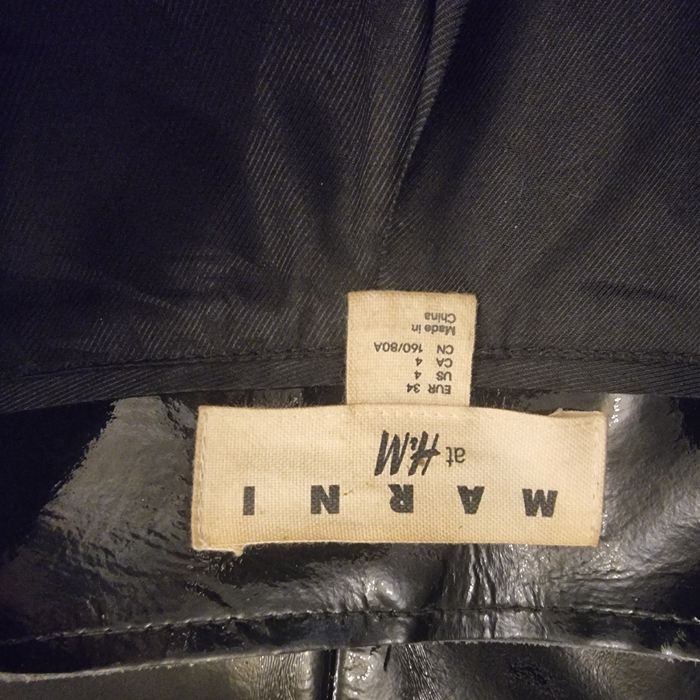 MARNI
at H&M
EUR 34
US 4
CA 4
CN 160/80A
Made in
China